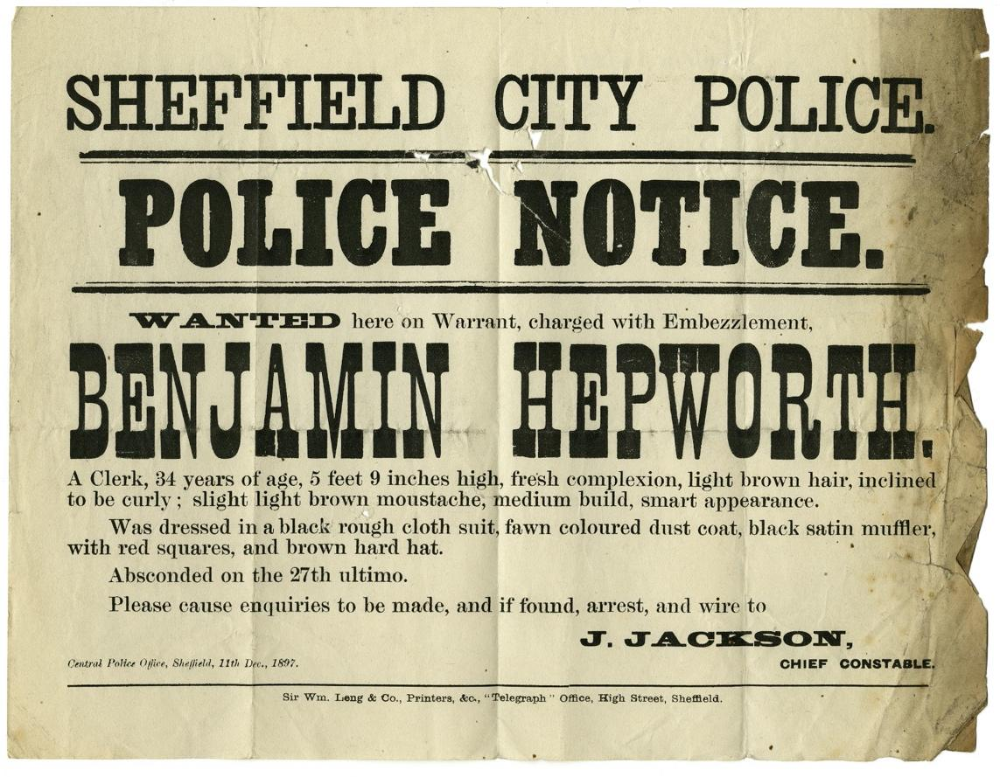 SHEFFIELD CITY POLICE.
POLICE NOTICE.
WANTED here on Warrant, charged with Embezzlement,
BENJAMIN HEPWORTH.
A Clerk, 34 years of age, 5 feet 9 inches high, fresh complexion, light brown hair, inclined
to be curly; slight light brown moustache, medium build, smart appearance.
Was dressed in a black rough cloth suit, fawn coloured dust coat, black satin muffler,
with red squares, and brown hard hat.
Absconded on the 27th ultimo.
Please cause enquiries to be made, and if found, arrest, and wire to
J. JACKSON,
CHIEF CONSTABLE.
Central Police Office, Sheffield, 11th Dec., 1897.
Sir Wm. Leng & Co., Printers, &c., "Telegraph" Office, High Street, Sheffield.